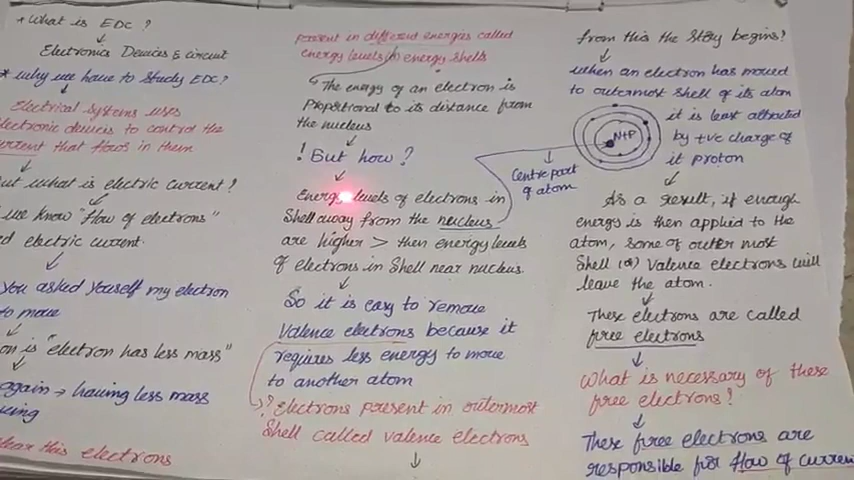 * What is EDC ?
↓
Electronics Devices & circuit
* Why we have to study EDC?
↓
Electrical systems uses
electronic devices to control the
current that flows in them
↓
But what is electric current?
↓
we know "flow of electrons"
electric current.
↓
You asked yourself my electron
to move
↓
is "electron has less mass"
↓
again → having less mass
↓
this electrons
present in different energies called
energy levels (or) energy shells
The energy of an electron is
Proportional to its distance from
the nucleus
↓
! But how ?
↓
Energy levels of electrons in
Shell away from the nucleus
are higher > then energy levels
of electrons in Shell near nucleus.
↓
So it is easy to remove
Valence electrons because it
requires less energy to move
to another atom
? Electrons present in outermost
Shell called valence electrons
↓
from this the story begins?
↓
when an electron has moved
to outermost shell of its atom
it is least attracted
by +ve charge of
it proton
N+P
Centre part
of atom
↓
As a result, if enough
energy is then applied to the
atom, some of outer most
Shell (or) Valence electrons will
leave the atom.
↓
These electrons are called
free electrons
↓
What is necessary of these
free electrons?
↓
These free electrons are
responsible for flow of current